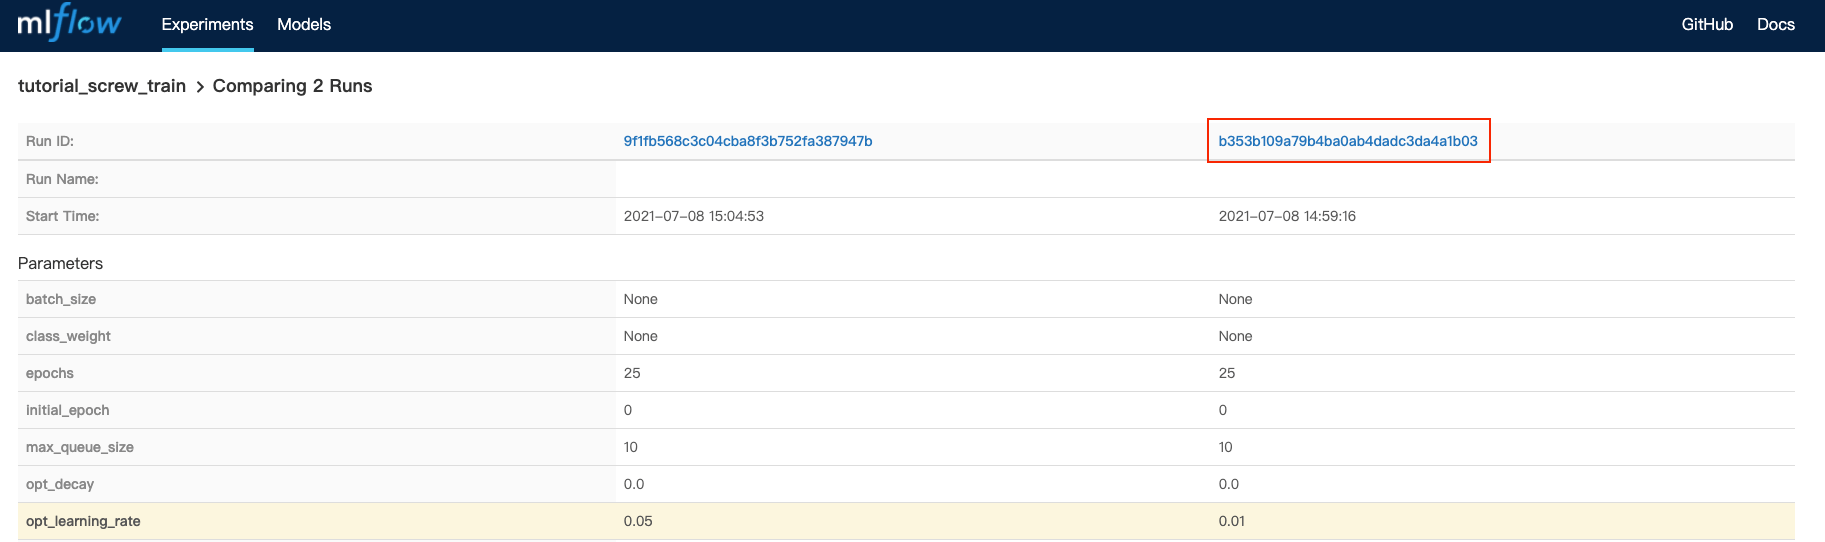 mlflow Experiments Models GitHub Docs
tutorial_screw_train > Comparing 2 Runs
Run ID: 9f1fb568c3c04cba8f3b752fa387947b b353b109a79b4ba0ab4dadc3da4a1b03
Run Name:
Start Time: 2021-07-08 15:04:53 2021-07-08 14:59:16
Parameters
batch_size None None
class_weight None None
epochs 25 25
initial_epoch 0 0
max_queue_size 10 10
opt_decay 0.0 0.0
opt_learning_rate 0.05 0.01